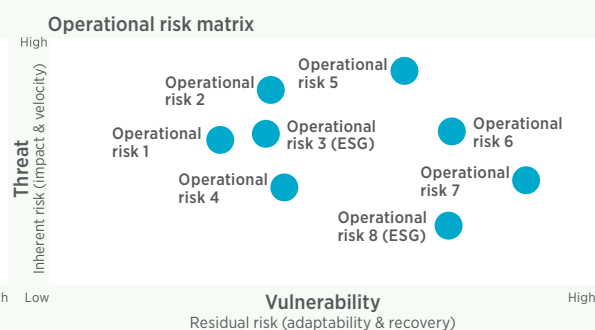 Operational risk matrix
High
Threat
Inherent risk (impact & velocity)
Operational
risk 5
Operational
risk 2
Operational
risk 1
Operational
risk 3 (ESG)
Operational
risk 6
Operational
risk 4
Operational
risk 7
Operational
risk 8 (ESG)
h
Low
Vulnerability
High
Residual risk (adaptability & recovery)